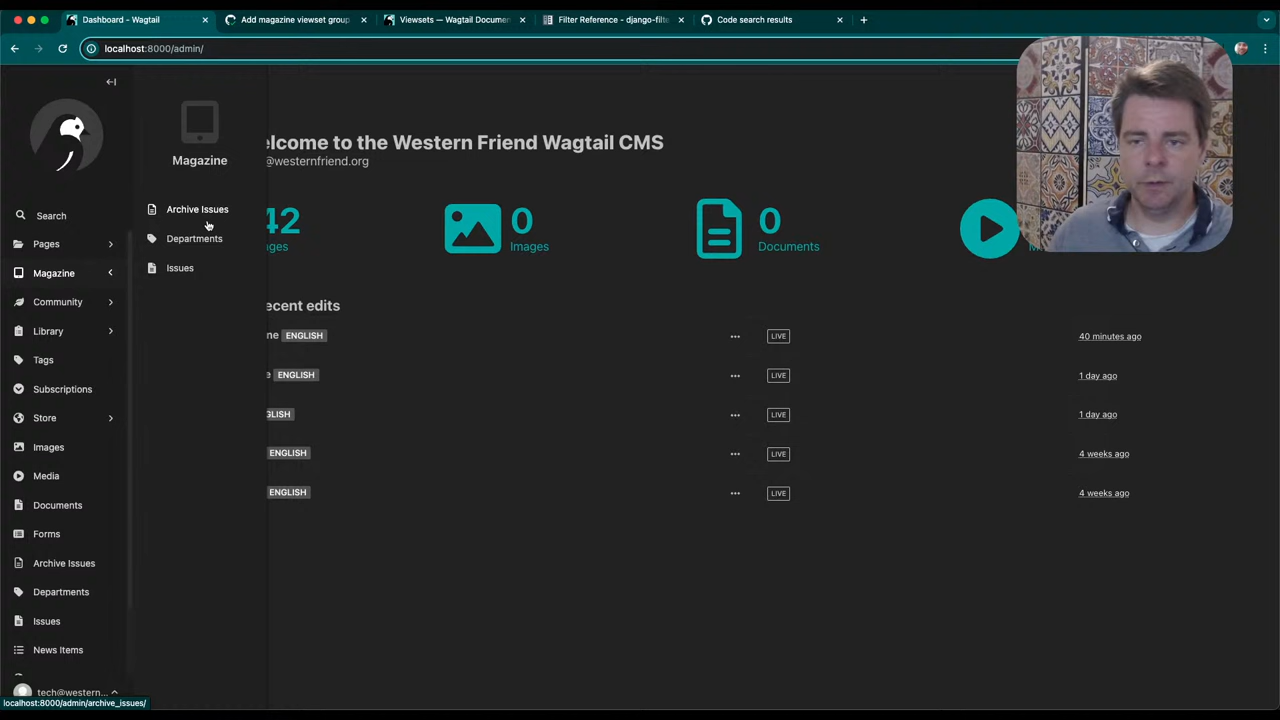 Dashboard - Wagtail
Add magazine viewset group
Viewsets — Wagtail Documen
Filter Reference - django-filte
Code search results
localhost:8000/admin/
Magazine
elcome to the Western Friend Wagtail CMS
@westernfriend.org
Search
Pages
Magazine
Community
Library
Tags
Subscriptions
Store
Images
Media
Documents
Forms
Archive Issues
Departments
Issues
News Items
tech@western...
Archive Issues
Departments
Issues
42
ages
0
Images
0
Documents
M
ecent edits
ne ENGLISH
LIVE
40 minutes ago
e ENGLISH
LIVE
1 day ago
GLISH
LIVE
1 day ago
ENGLISH
LIVE
4 weeks ago
ENGLISH
LIVE
4 weeks ago
localhost:8000/admin/archive_issues/